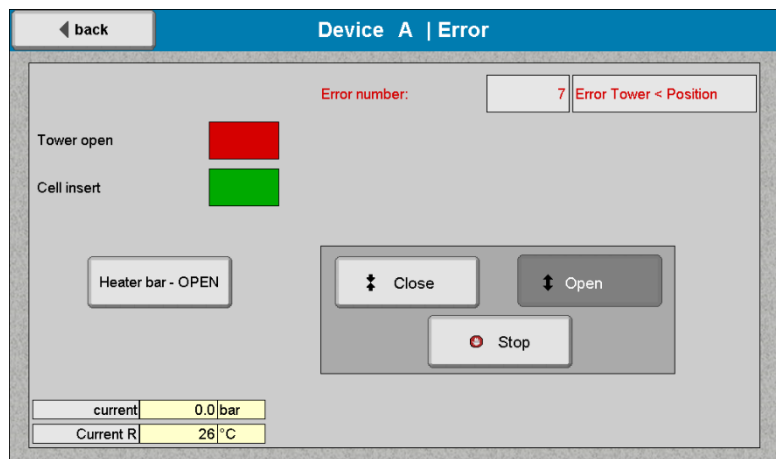 back
Device A | Error
Error number: 7 Error Tower < Position
Tower open
Cell insert
Heater bar - OPEN
Close
Open
Stop
current 0.0 bar
Current R 26 °C